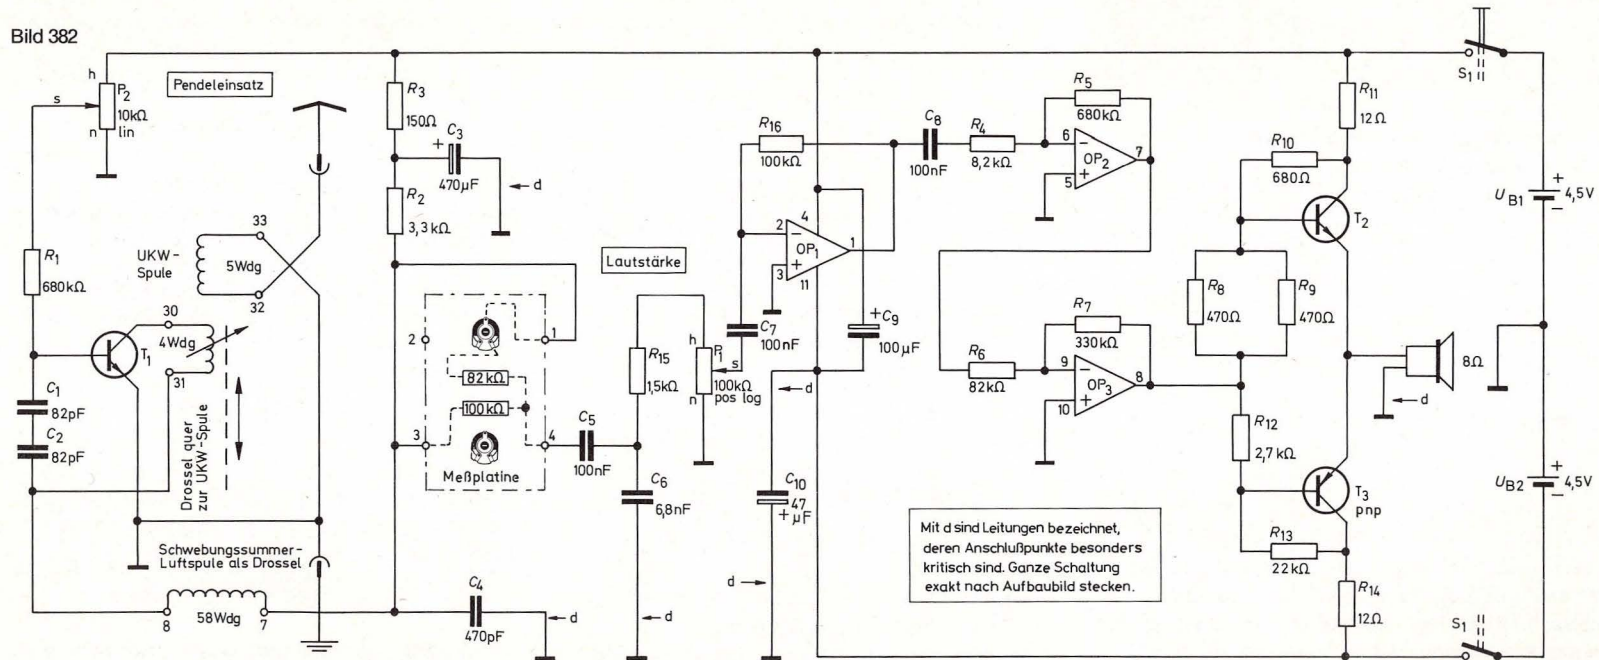 Bild 382
h
P2
10kΩ
lin
s
n
Pendeleinsatz
R3
150Ω
C3
+
470µF
d
R2
3,3kΩ
33
UKW-
Spule
5Wdg
32
R1
680kΩ
30
4Wdg
31
T1
C1
82pF
C2
82pF
Drossel quer
zur UKW-Spule
Schwebungssummer-
Luftspule als Drossel
8
58Wdg
7
C4
470pF
d
2
1
82kΩ
100kΩ
3
4
Meßplatine
C5
100nF
Lautstärke
R15
1,5kΩ
h
P1
s
100kΩ
pos log
n
C6
6,8nF
d
R16
100kΩ
C7
100nF
2
−
OP1
+
3
4
11
1
+
C9
100µF
d
C10
47
+ µF
d
C8
100nF
R4
8,2kΩ
R5
680kΩ
6
−
OP2
5
+
7
R6
82kΩ
R7
330kΩ
9
−
OP3
10
+
8
Mit d sind Leitungen bezeichnet,
deren Anschlußpunkte besonders
kritisch sind. Ganze Schaltung
exakt nach Aufbaubild stecken.
R10
680Ω
R11
12Ω
T2
R8
470Ω
R9
470Ω
R12
2,7kΩ
T3
pnp
R13
22kΩ
R14
12Ω
8Ω
d
S1
UB1
+
4,5V
−
UB2
+
4,5V
−
S1